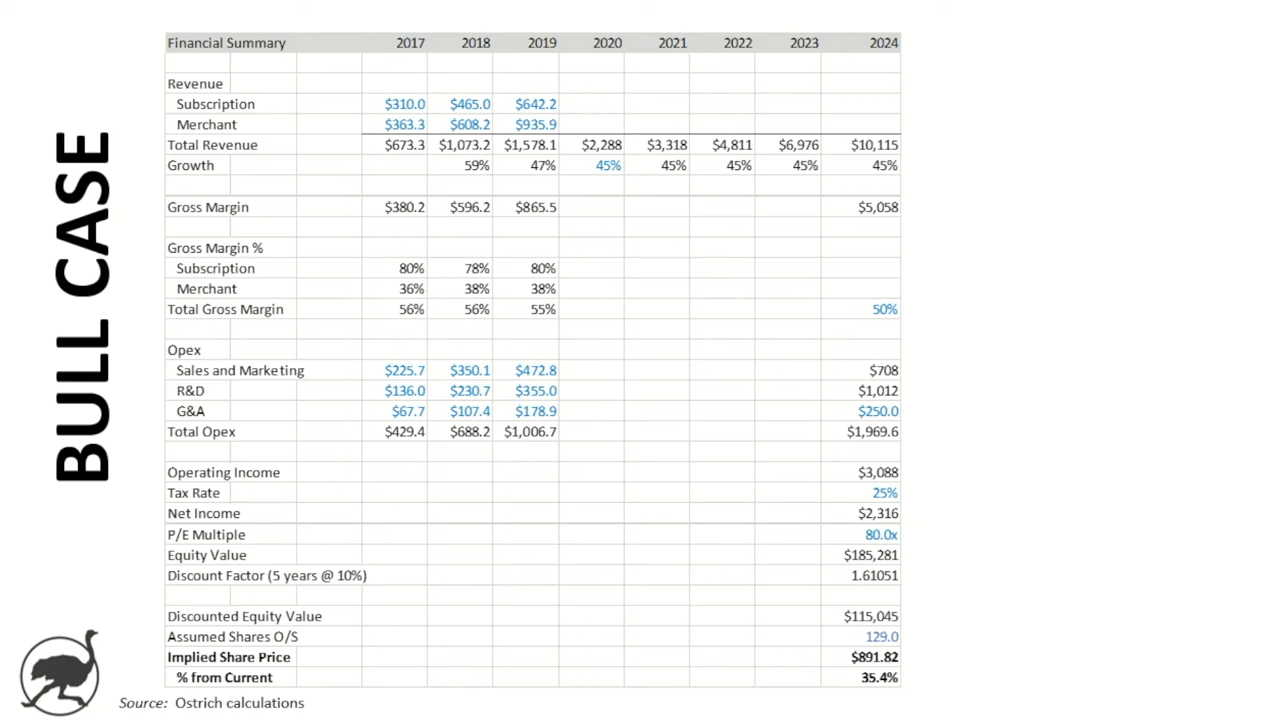 BULL CASE
Financial Summary 2017 2018 2019 2020 2021 2022 2023 2024
Revenue
Subscription $310.0 $465.0 $642.2
Merchant $363.3 $608.2 $935.9
Total Revenue $673.3 $1,073.2 $1,578.1 $2,288 $3,318 $4,811 $6,976 $10,115
Growth 59% 47% 45% 45% 45% 45% 45%
Gross Margin $380.2 $596.2 $865.5 $5,058
Gross Margin %
Subscription 80% 78% 80%
Merchant 36% 38% 38%
Total Gross Margin 56% 56% 55% 50%
Opex
Sales and Marketing $225.7 $350.1 $472.8 $708
R&D $136.0 $230.7 $355.0 $1,012
G&A $67.7 $107.4 $178.9 $250.0
Total Opex $429.4 $688.2 $1,006.7 $1,969.6
Operating Income $3,088
Tax Rate 25%
Net Income $2,316
P/E Multiple 80.0x
Equity Value $185,281
Discount Factor (5 years @ 10%) 1.61051
Discounted Equity Value $115,045
Assumed Shares O/S 129.0
Implied Share Price $891.82
% from Current 35.4%
Source: Ostrich calculations